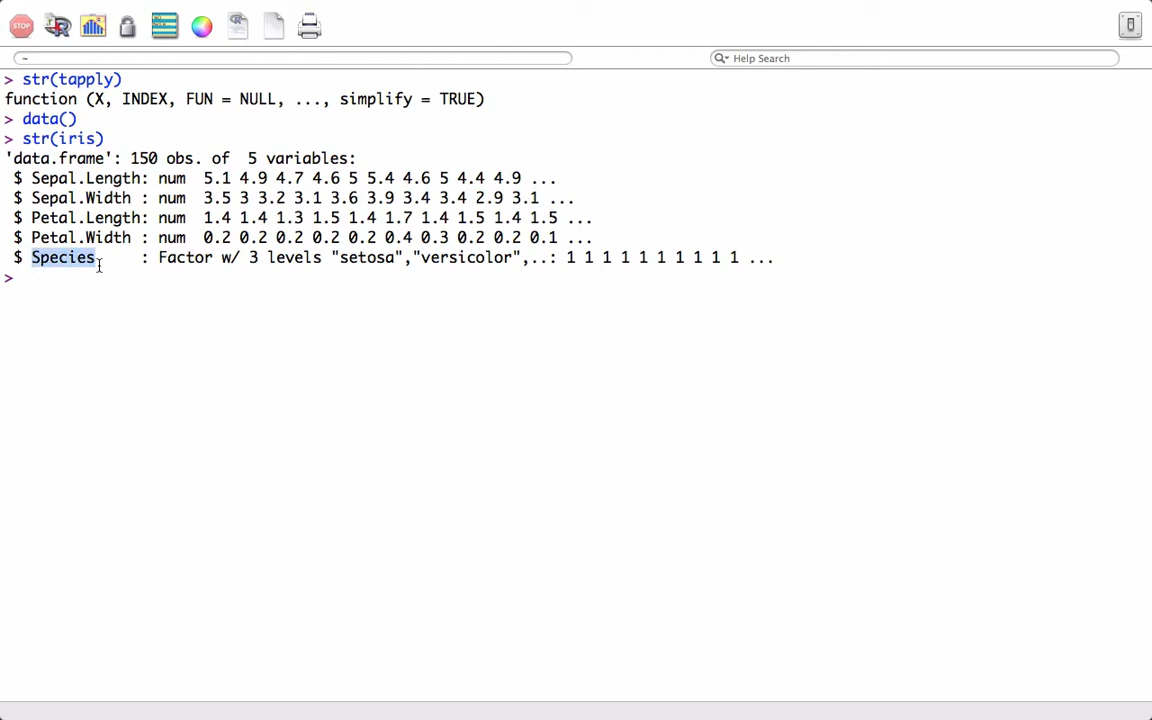 STOP
~
Help Search
> str(tapply)
function (X, INDEX, FUN = NULL, ..., simplify = TRUE)
> data()
> str(iris)
'data.frame': 150 obs. of  5 variables:
 $ Sepal.Length: num  5.1 4.9 4.7 4.6 5 5.4 4.6 5 4.4 4.9 ...
 $ Sepal.Width : num  3.5 3 3.2 3.1 3.6 3.9 3.4 3.4 2.9 3.1 ...
 $ Petal.Length: num  1.4 1.4 1.3 1.5 1.4 1.7 1.4 1.5 1.4 1.5 ...
 $ Petal.Width : num  0.2 0.2 0.2 0.2 0.2 0.4 0.3 0.2 0.2 0.1 ...
 $ Species     : Factor w/ 3 levels "setosa","versicolor",..: 1 1 1 1 1 1 1 1 1 1 ...
>